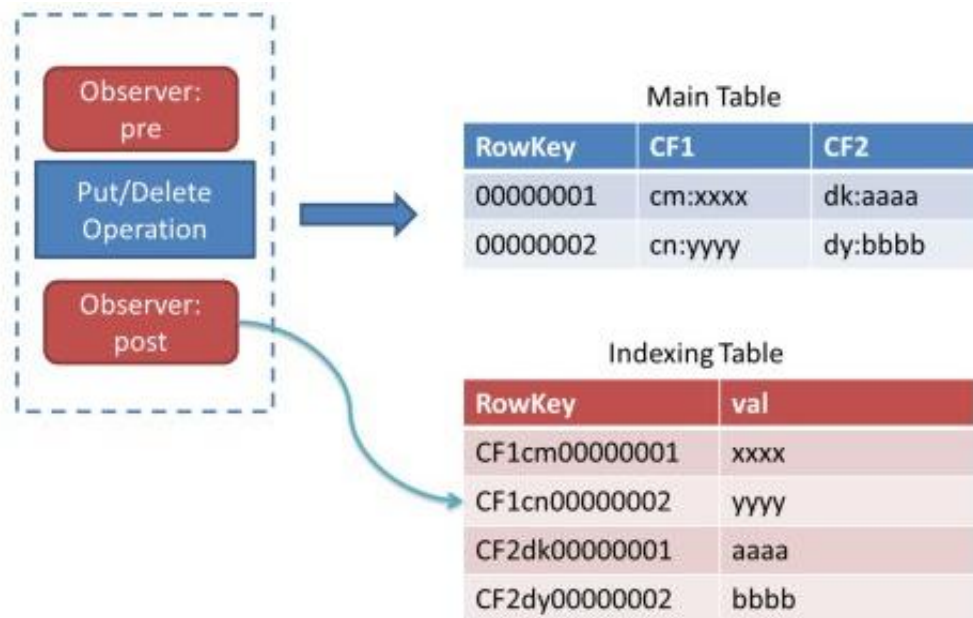 Observer:
pre
Put/Delete
Operation
Observer:
post
Main Table
RowKey CF1 CF2
00000001 cm:xxxx dk:aaaa
00000002 cn:yyyy dy:bbbb
Indexing Table
RowKey val
CF1cm00000001 xxxx
CF1cn00000002 yyyy
CF2dk00000001 aaaa
CF2dy00000002 bbbb